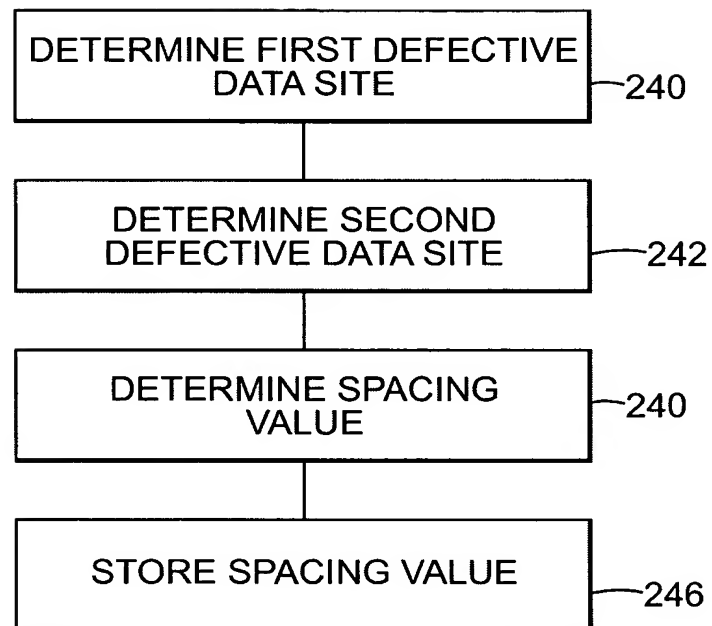 DETERMINE FIRST DEFECTIVE
DATA SITE
240
DETERMINE SECOND
DEFECTIVE DATA SITE
242
DETERMINE SPACING
VALUE
240
STORE SPACING VALUE
246